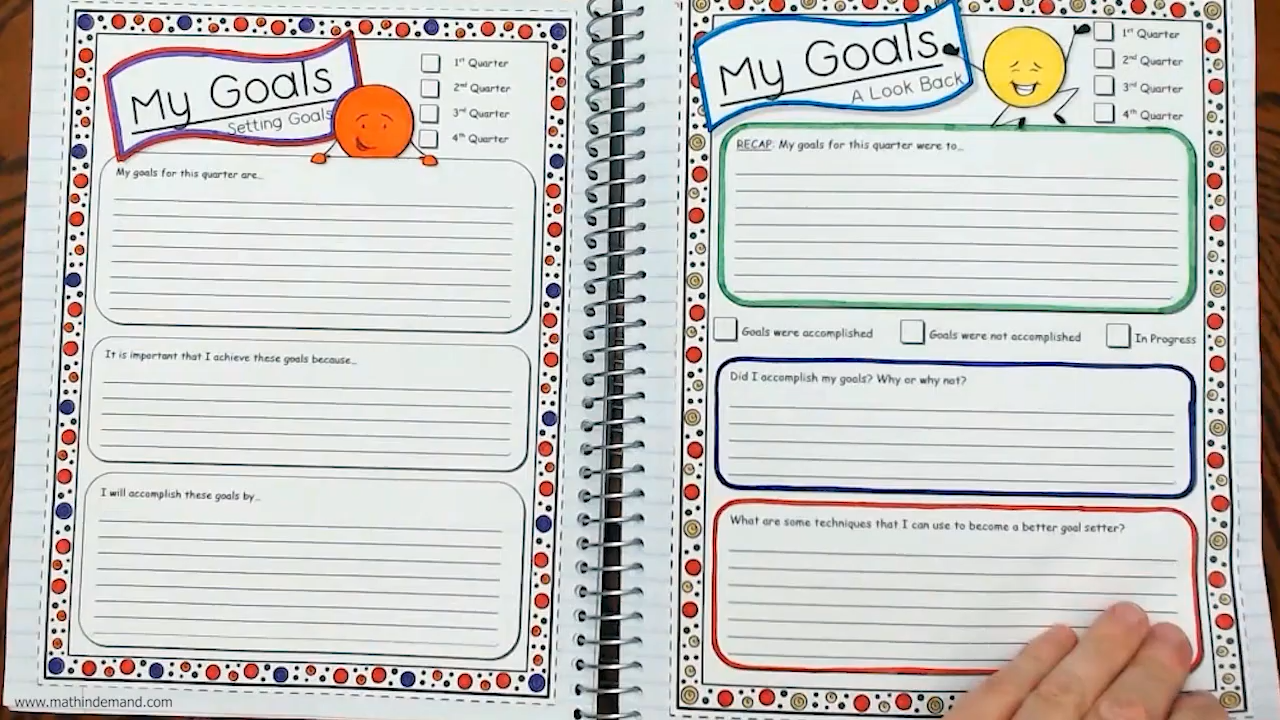 My Goals
Setting Goals
1st Quarter
2nd Quarter
3rd Quarter
4th Quarter
My goals for this quarter are...
It is important that I achieve these goals because...
I will accomplish these goals by...
My Goals
A Look Back
1st Quarter
2nd Quarter
3rd Quarter
4th Quarter
RECAP: My goals for this quarter were to...
Goals were accomplished
Goals were not accomplished
In Progress
Did I accomplish my goals? Why or why not?
What are some techniques that I can use to become a better goal setter?
www.mathindemand.com